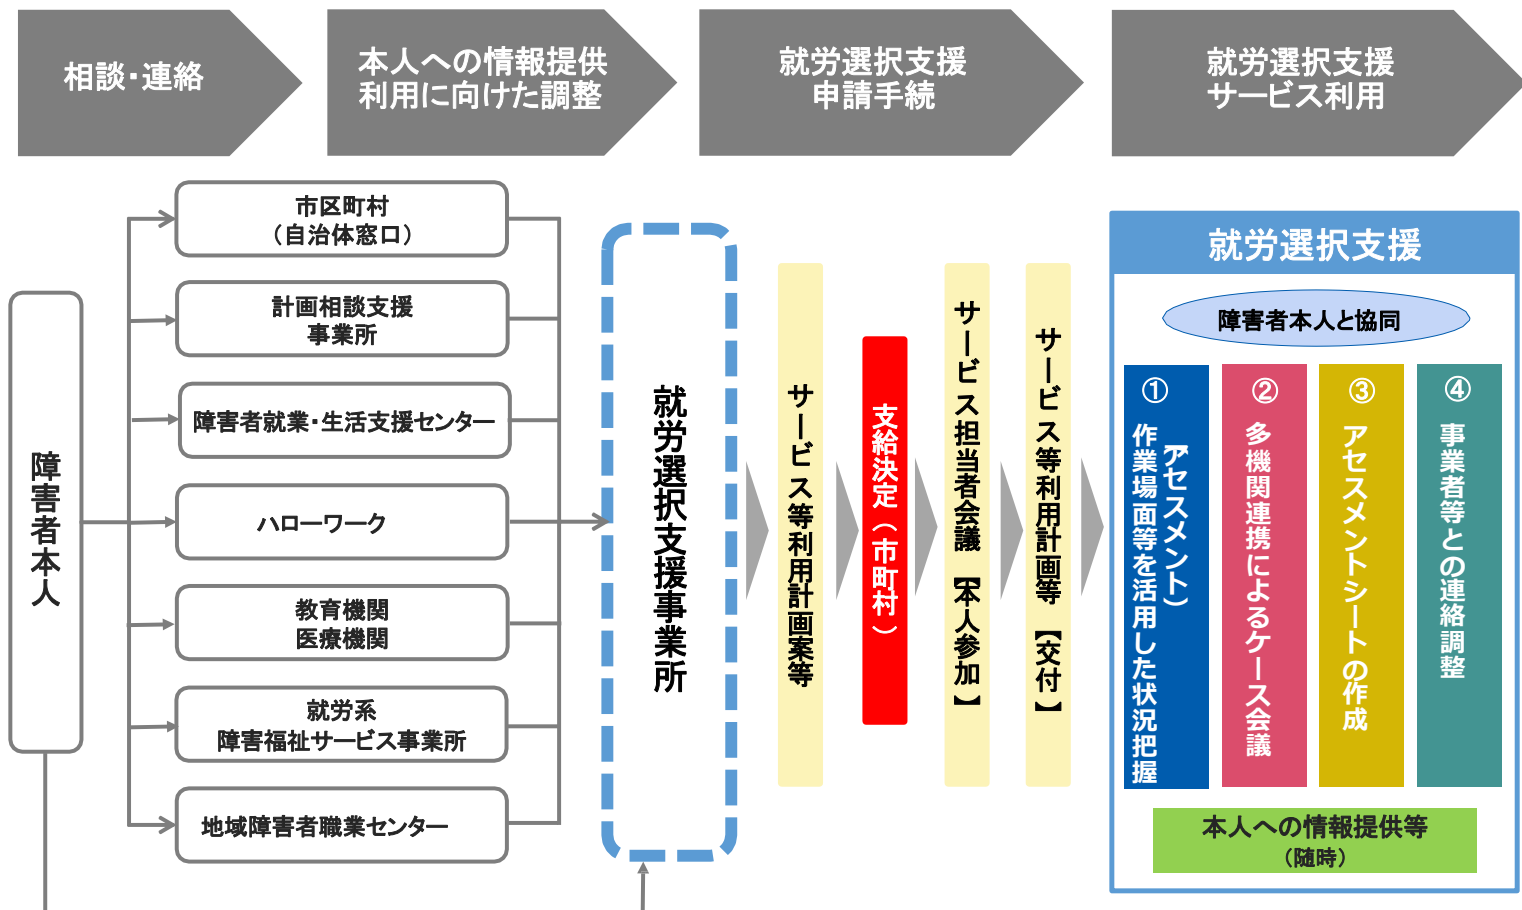 相談・連絡
本人への情報提供
利用に向けた調整
就労選択支援
申請手続
就労選択支援
サービス利用
障害者本人
市区町村
（自治体窓口）
計画相談支援
事業所
障害者就業・生活支援センター
ハローワーク
教育機関
医療機関
就労系
障害福祉サービス事業所
地域障害者職業センター
就労選択支援事業所
サービス等利用計画案等
支給決定（市町村）
サービス担当者会議【本人参加】
サービス等利用計画等【交付】
就労選択支援
障害者本人と協同
①
作業場面等を活用した状況把握
（アセスメント）
②
多機関連携によるケース会議
③
アセスメントシートの作成
④
事業者等との連絡調整
本人への情報提供等
（随時）